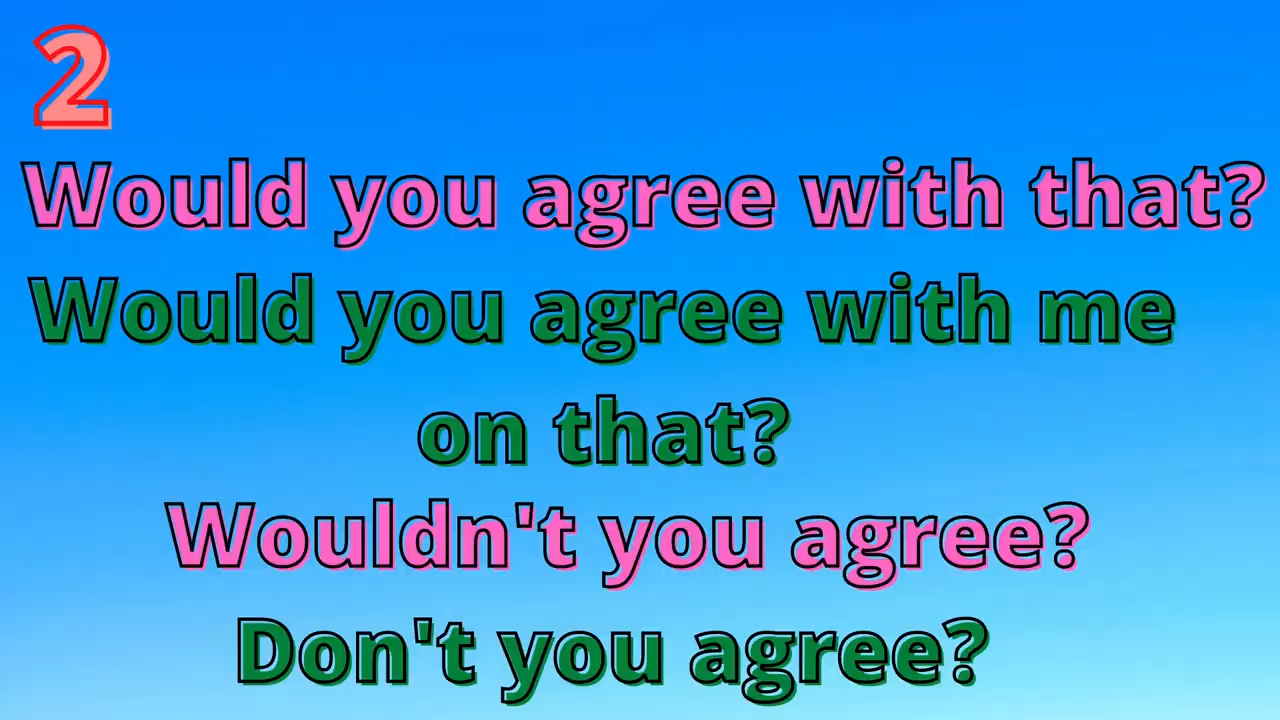 2
Would you agree with that?
Would you agree with me
on that?
Wouldn't you agree?
Don't you agree?